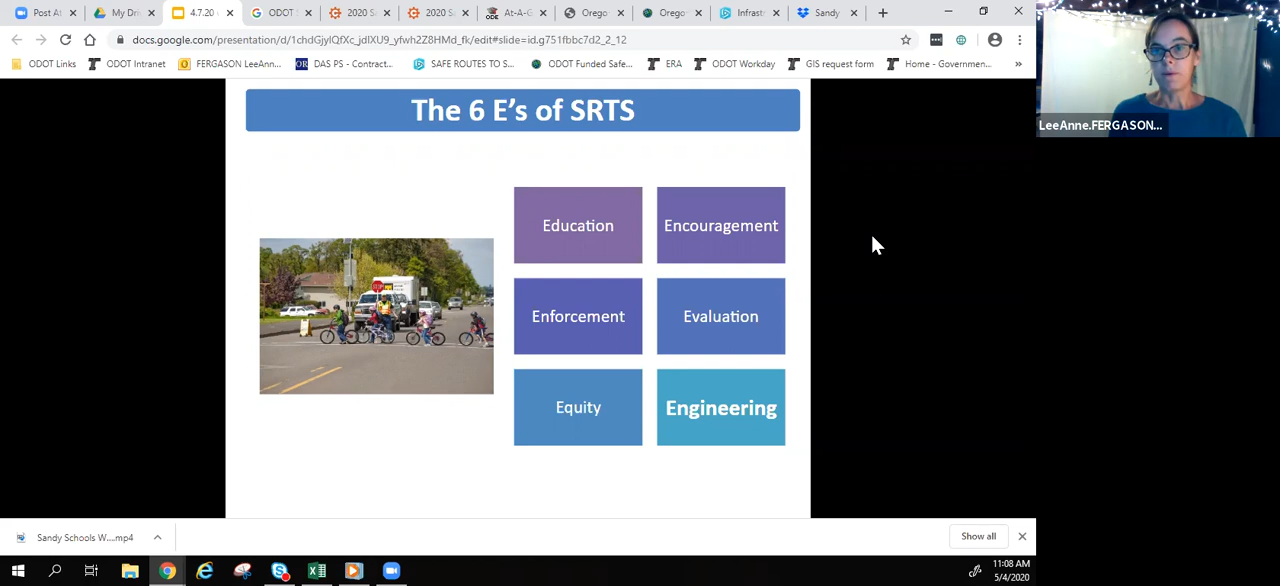 Post At
My Dri
4.7.20
ODOT S
2020 S
2020 S
At-A-G
Orego
Orego
Infrast
Sandy
docs.google.com/presentation/d/1chdGjylQfXc_jdIXU9_yfwh2Z8HMd_fk/edit#slide=id.g751fbbc7d2_2_12
ODOT Links
ODOT Intranet
FERGASON LeeAnn...
DAS PS - Contract...
SAFE ROUTES TO S...
ODOT Funded Safe...
ERA
ODOT Workday
GIS request form
Home - Governmen...
»
LeeAnne.FERGASON...
The 6 E's of SRTS
Education
Encouragement
Enforcement
Evaluation
Equity
Engineering
Sandy Schools W....mp4
Show all
11:08 AM
5/4/2020